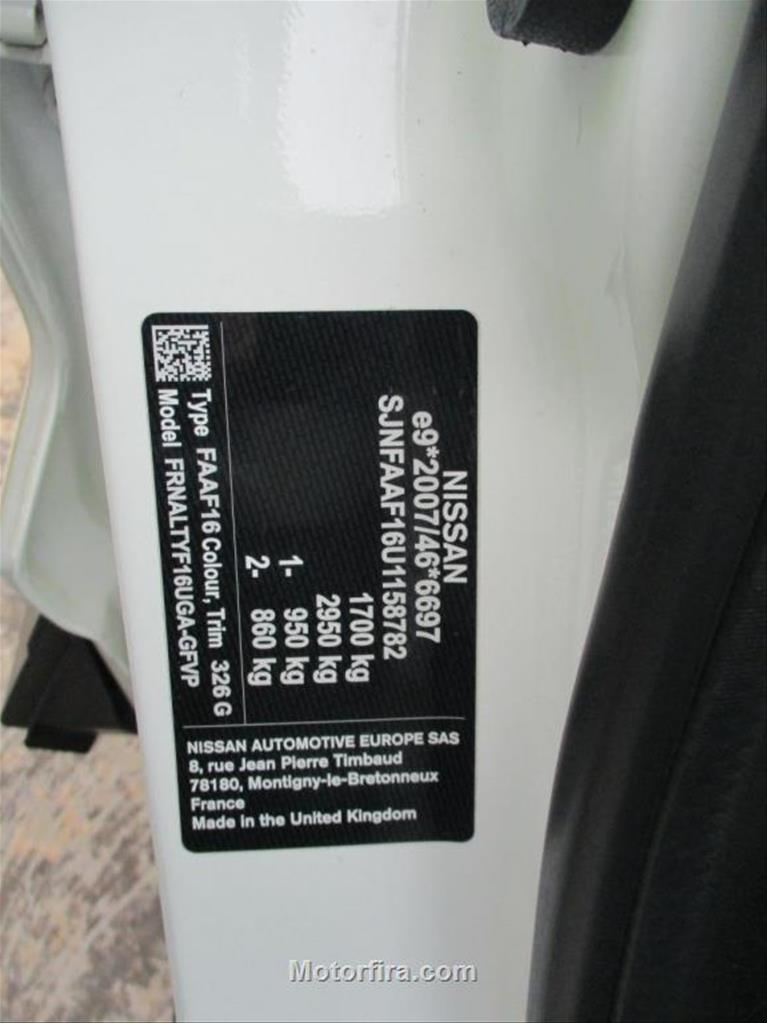 NISSAN
e9*2007/46*6697
SJNFAAF16U1158782
1700 kg
2950 kg
1- 950 kg
2- 860 kg
Type FAAF16 Colour, Trim 326 G
Model FRNALTYF16UGA-GFVP
NISSAN AUTOMOTIVE EUROPE SAS
8, rue Jean Pierre Timbaud
78180, Montigny-le-Bretonneux
France
Made in the United Kingdom
Motorfira.com